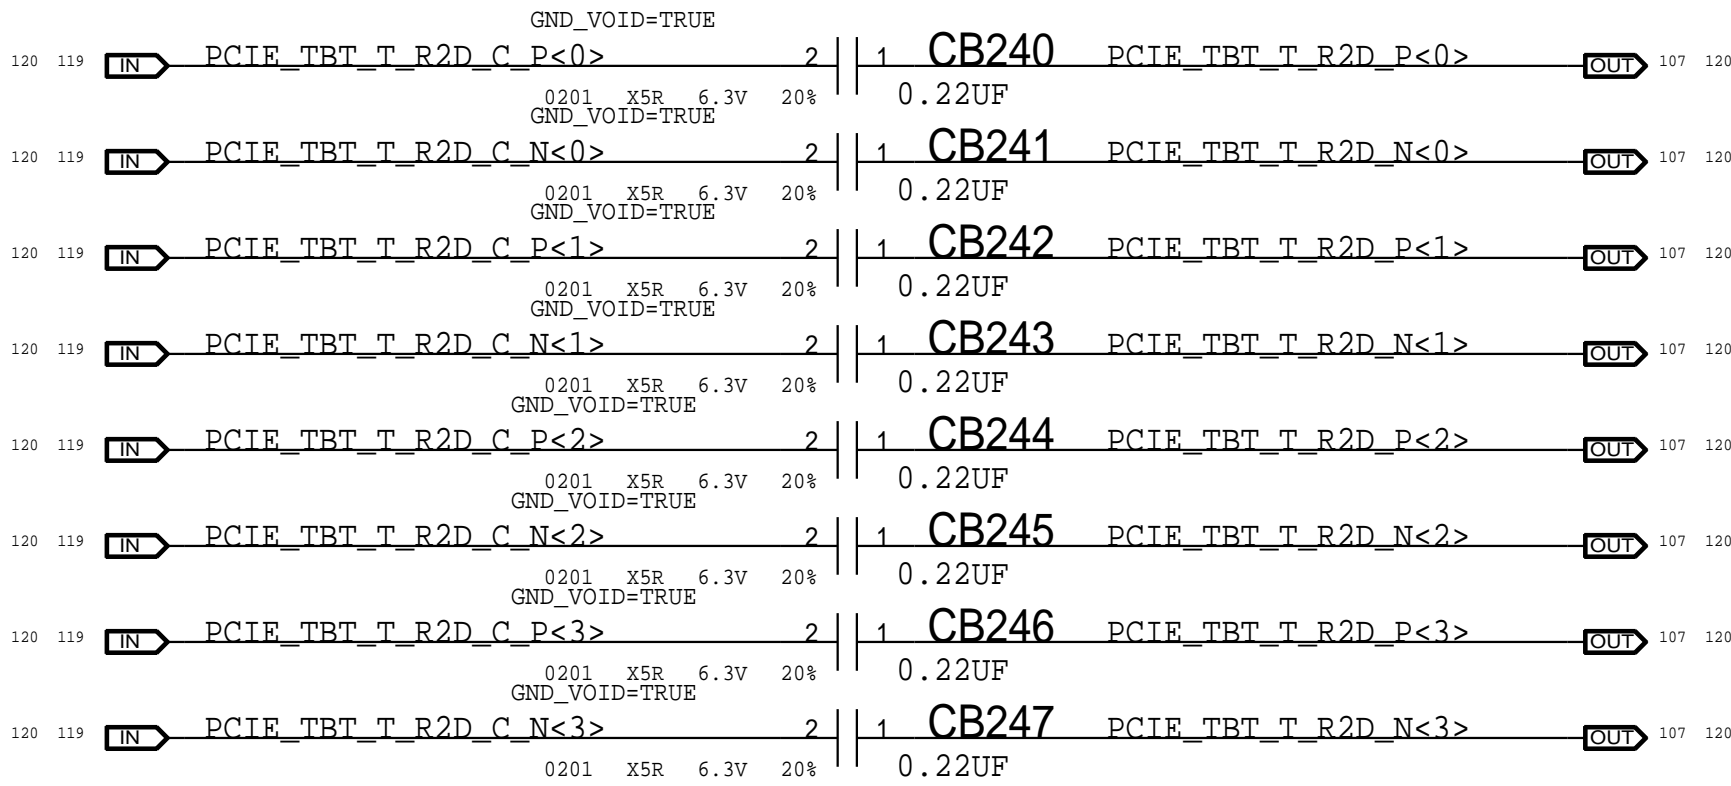 GND_VOID=TRUE
120 119 IN PCIE_TBT_T_R2D_C_P<0> 2 1 CB240 PCIE_TBT_T_R2D_P<0> OUT 107 120
0201 X5R 6.3V 20% 0.22UF
GND_VOID=TRUE
120 119 IN PCIE_TBT_T_R2D_C_N<0> 2 1 CB241 PCIE_TBT_T_R2D_N<0> OUT 107 120
0201 X5R 6.3V 20% 0.22UF
GND_VOID=TRUE
120 119 IN PCIE_TBT_T_R2D_C_P<1> 2 1 CB242 PCIE_TBT_T_R2D_P<1> OUT 107 120
0201 X5R 6.3V 20% 0.22UF
GND_VOID=TRUE
120 119 IN PCIE_TBT_T_R2D_C_N<1> 2 1 CB243 PCIE_TBT_T_R2D_N<1> OUT 107 120
0201 X5R 6.3V 20% 0.22UF
GND_VOID=TRUE
120 119 IN PCIE_TBT_T_R2D_C_P<2> 2 1 CB244 PCIE_TBT_T_R2D_P<2> OUT 107 120
0201 X5R 6.3V 20% 0.22UF
GND_VOID=TRUE
120 119 IN PCIE_TBT_T_R2D_C_N<2> 2 1 CB245 PCIE_TBT_T_R2D_N<2> OUT 107 120
0201 X5R 6.3V 20% 0.22UF
GND_VOID=TRUE
120 119 IN PCIE_TBT_T_R2D_C_P<3> 2 1 CB246 PCIE_TBT_T_R2D_P<3> OUT 107 120
0201 X5R 6.3V 20% 0.22UF
GND_VOID=TRUE
120 119 IN PCIE_TBT_T_R2D_C_N<3> 2 1 CB247 PCIE_TBT_T_R2D_N<3> OUT 107 120
0201 X5R 6.3V 20% 0.22UF